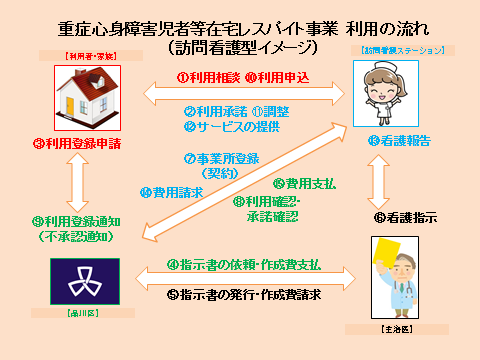 重症心身障害児者等在宅レスパイト事業 利用の流れ
（訪問看護型イメージ）
【利用者・家族】
【訪問看護ステーション】
①利用相談 ⑩利用申込
②利用承諾 ⑪調整
⑫サービスの提供
③利用登録申請
⑬看護報告
⑦事業所登録
（契約）
⑭費用請求
⑮費用支払
⑧利用確認・
承諾確認
⑥看護指示
⑨利用登録通知
（不承認通知）
④指示書の依頼・作成費支払
⑤指示書の発行・作成費請求
【品川区】
【主治医】